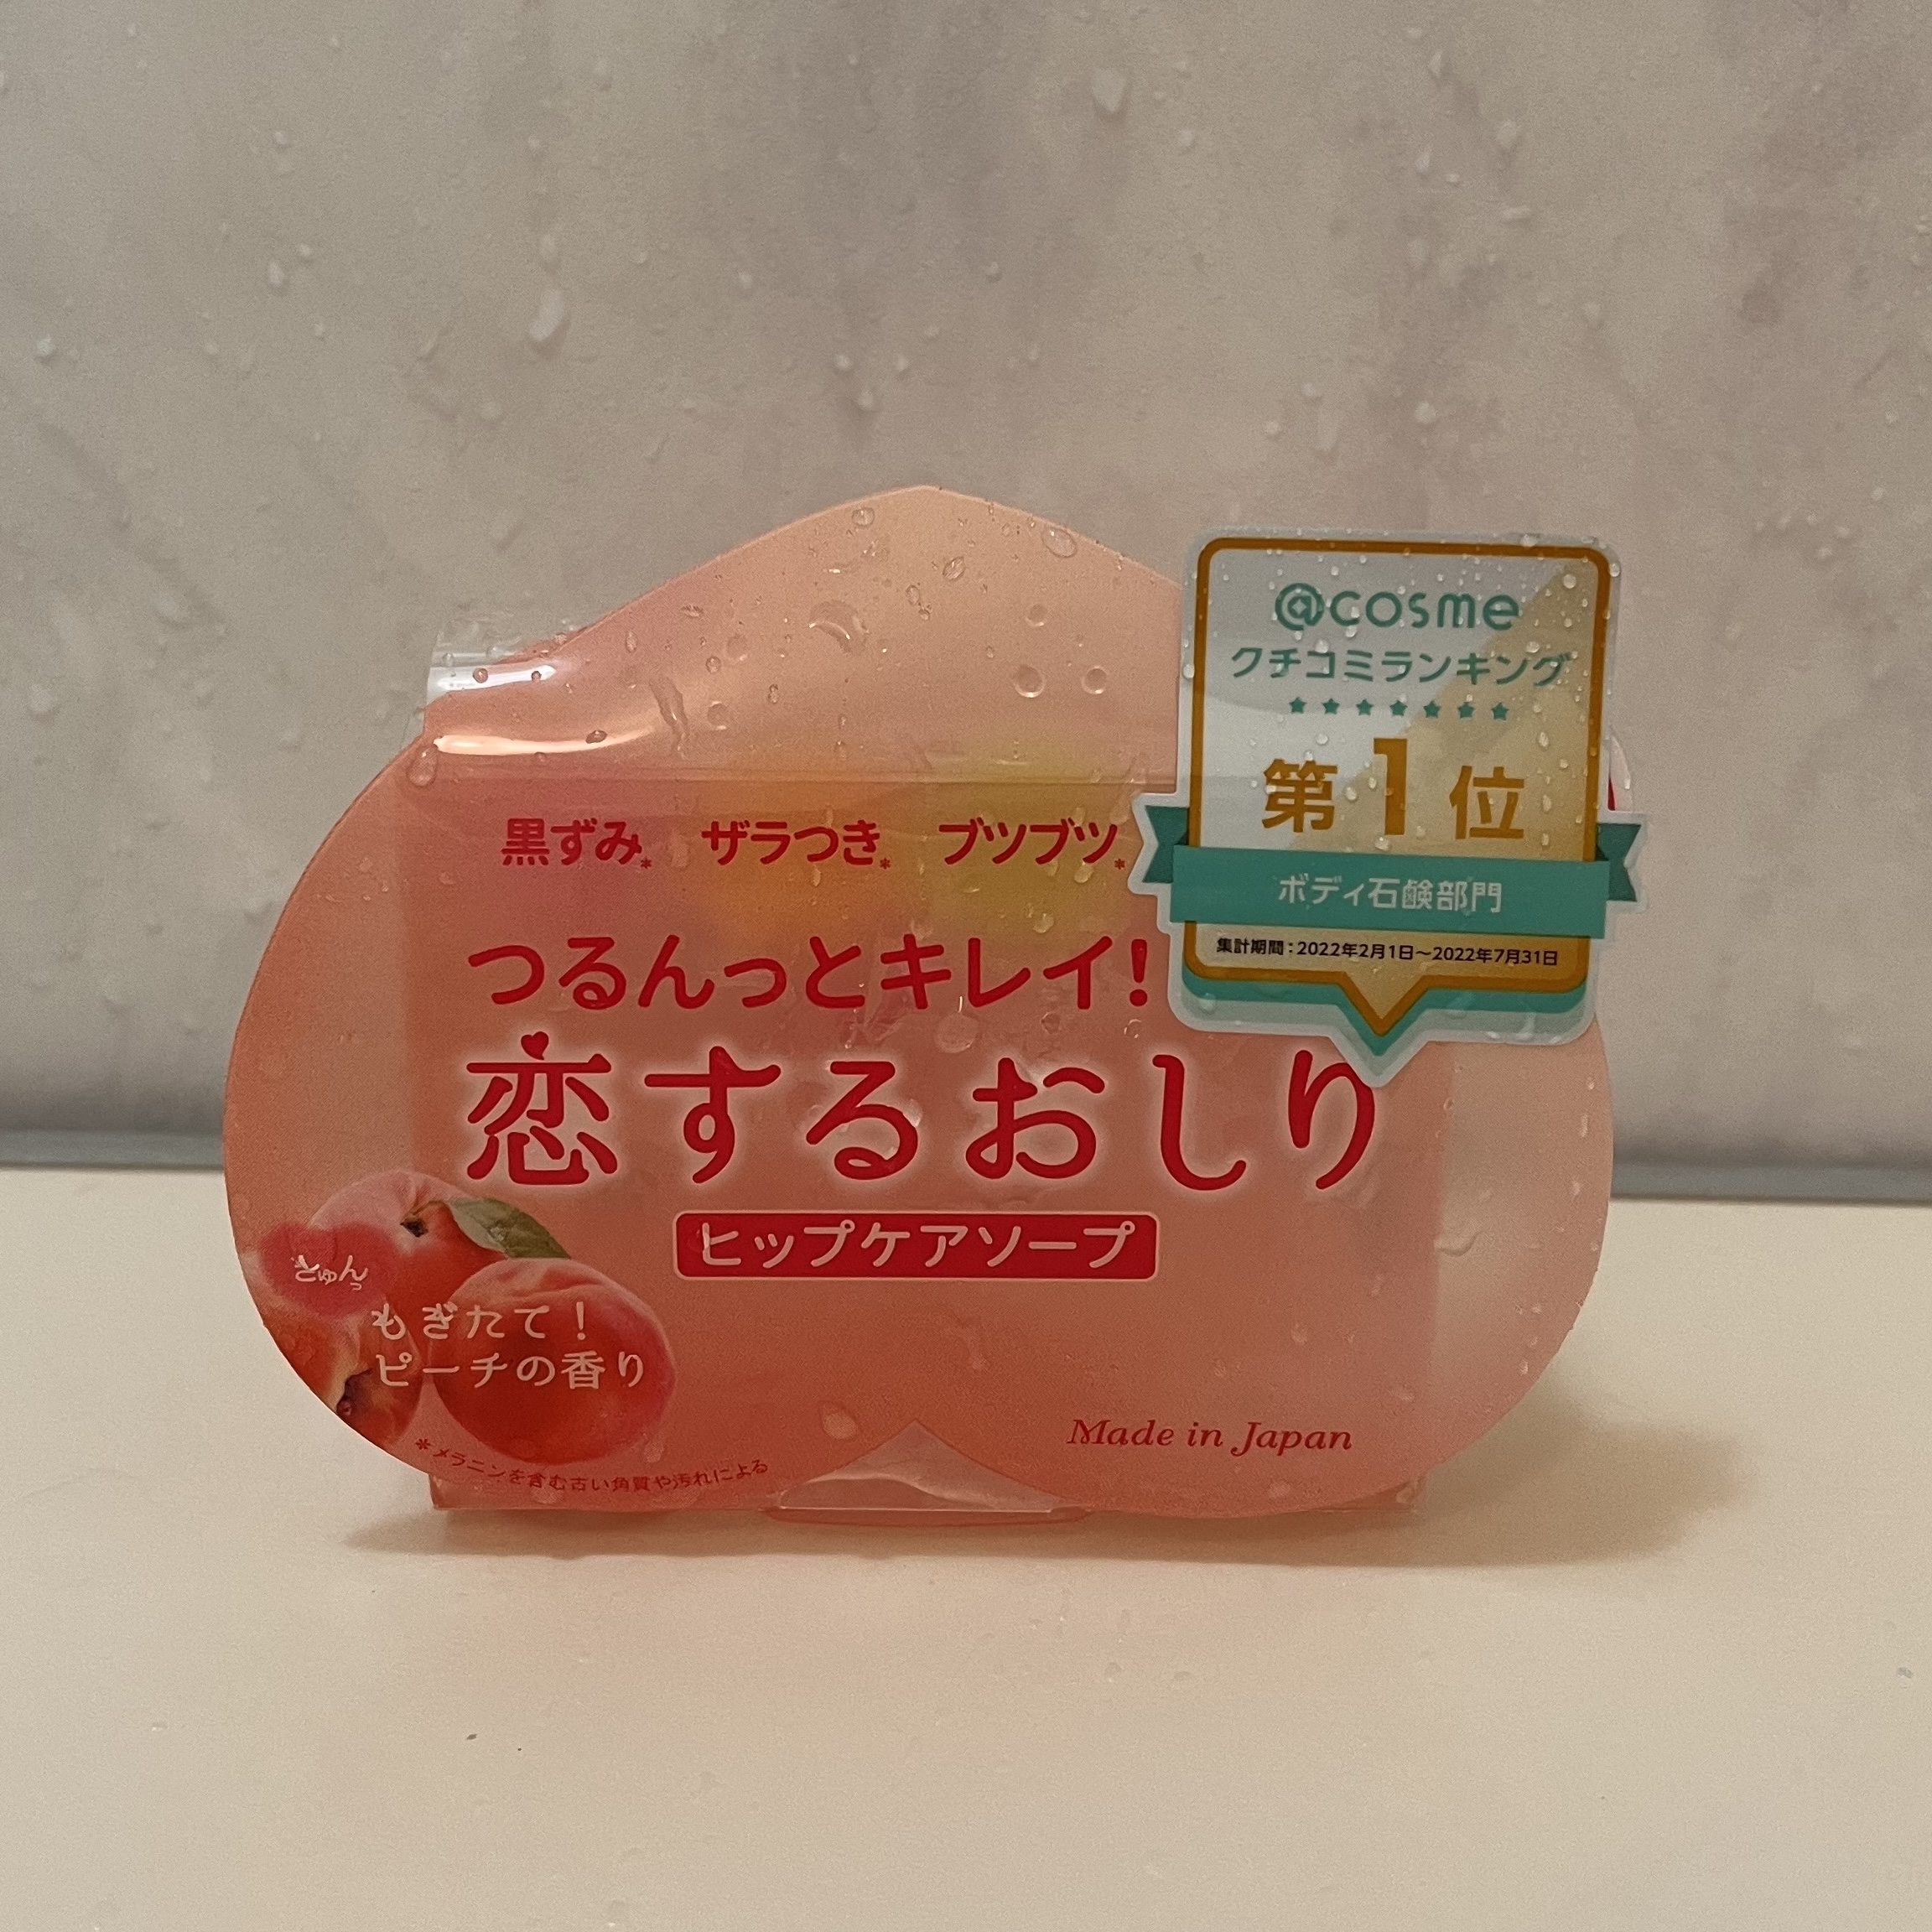 @cosme
クチコミランキング
第1位
ボディ石鹸部門
集計期間：2022年2月1日～2022年7月31日
黒ずみ* ザラつき* ブツブツ*
つるんっとキレイ!
恋するおしり
ヒップケアソープ
きゅんっ
もぎたて！
ピーチの香り
Made in Japan
*メラニンを含む古い角質や汚れによる